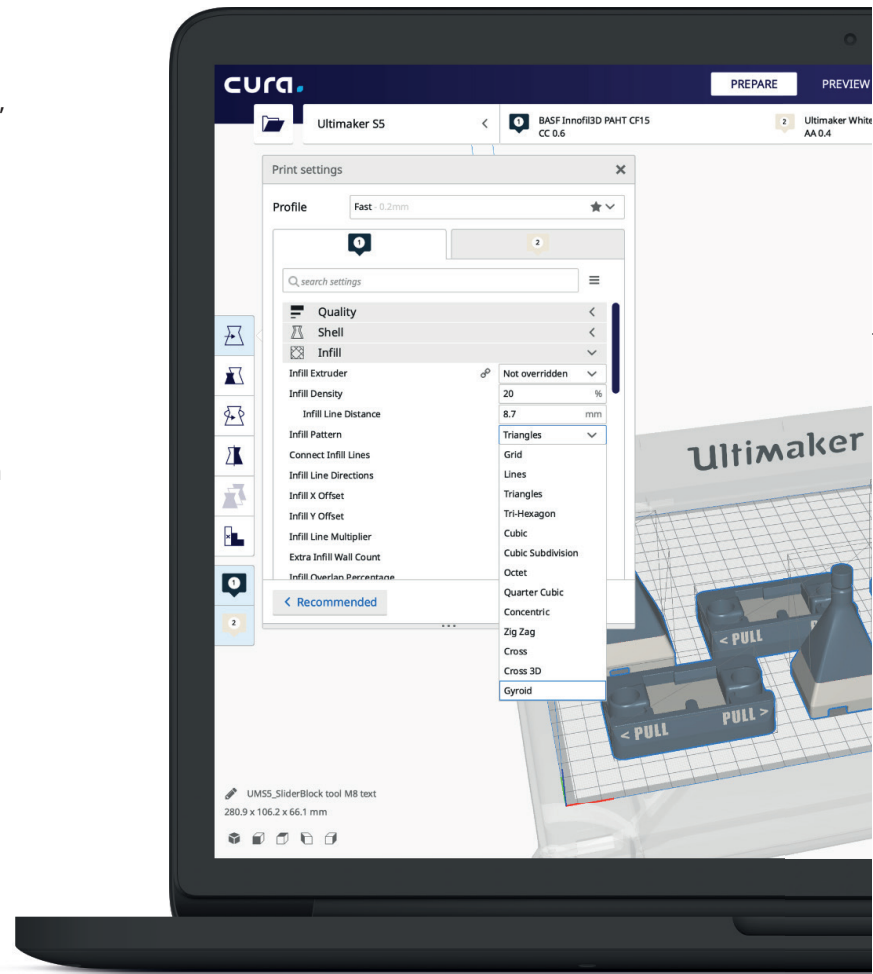 cura.
PREPARE
PREVIEW
Ultimaker S5
1
BASF Innofil3D PAHT CF15
CC 0.6
2
Ultimaker White
AA 0.4
Print settings
Profile
Fast - 0.2mm
1
2
search settings
Quality
Shell
Infill
Infill Extruder
Not overridden
Infill Density
20 %
Infill Line Distance
8.7 mm
Infill Pattern
Triangles
Connect Infill Lines
Grid
Infill Line Directions
Lines
Infill X Offset
Triangles
Infill Y Offset
Tri-Hexagon
Infill Line Multiplier
Cubic
Extra Infill Wall Count
Cubic Subdivision
Infill Overlap Percentage
Octet
Quarter Cubic
Recommended
Concentric
Zig Zag
Cross
Cross 3D
Gyroid
1
2
Ultimaker
< PULL
P
< PULL
PULL >
UMS5_SliderBlock tool M8 text
280.9 x 106.2 x 66.1 mm